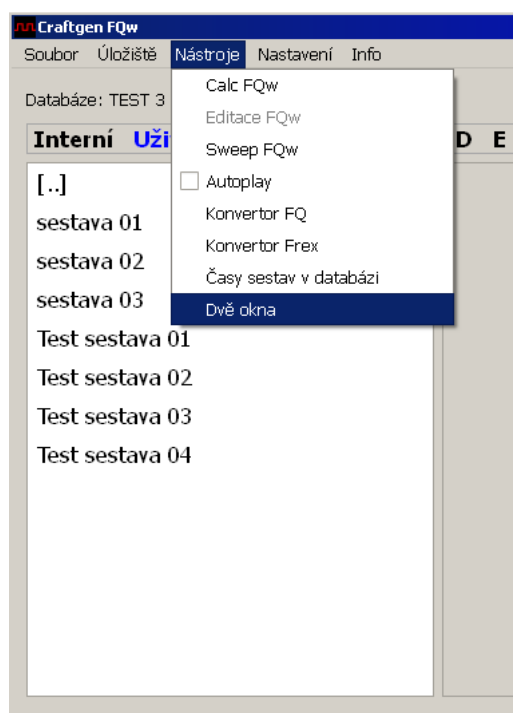 Craftgen FQw
Soubor Úložiště Nástroje Nastavení Info
Calc FQw
Databáze: TEST 3
Editace FQw
Interní D E
Sweep FQw
[..]
Autoplay
sestava 01
Konvertor FQ
sestava 02
Konvertor Frex
Časy sestav v databázi
sestava 03
Dvě okna
Test sestava 01
Test sestava 02
Test sestava 03
Test sestava 04